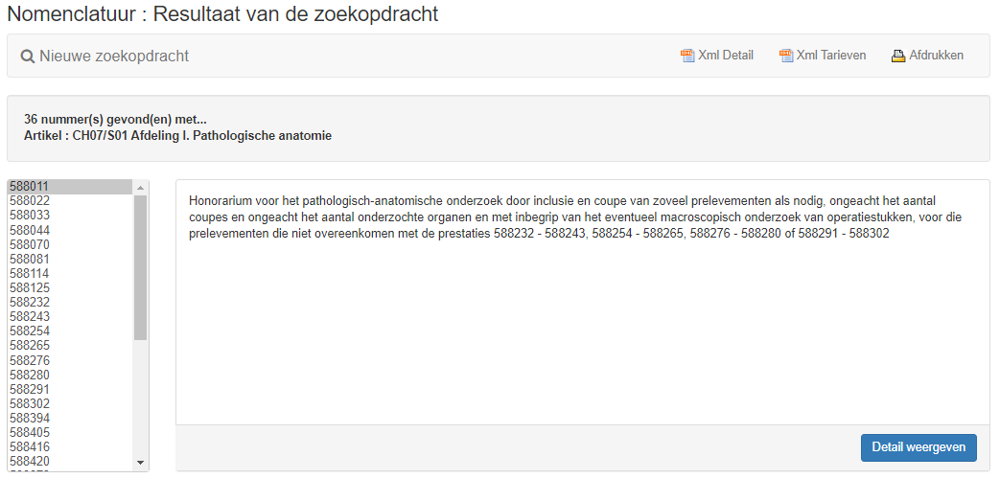 Nomenclatuur : Resultaat van de zoekopdracht
Nieuwe zoekopdracht
Xml Detail
Xml Tarieven
Afdrukken
36 nummer(s) gevond(en) met...
Artikel : CH07/S01 Afdeling I. Pathologische anatomie
588011
588022
588033
588044
588070
588081
588114
588125
588232
588243
588254
588265
588276
588280
588291
588302
588394
588405
588416
588420
Honorarium voor het pathologisch-anatomische onderzoek door inclusie en coupe van zoveel prelevementen als nodig, ongeacht het aantal
coupes en ongeacht het aantal onderzochte organen en met inbegrip van het eventueel macroscopisch onderzoek van operatiestukken, voor die
prelevementen die niet overeenkomen met de prestaties 588232 - 588243, 588254 - 588265, 588276 - 588280 of 588291 - 588302
Detail weergeven